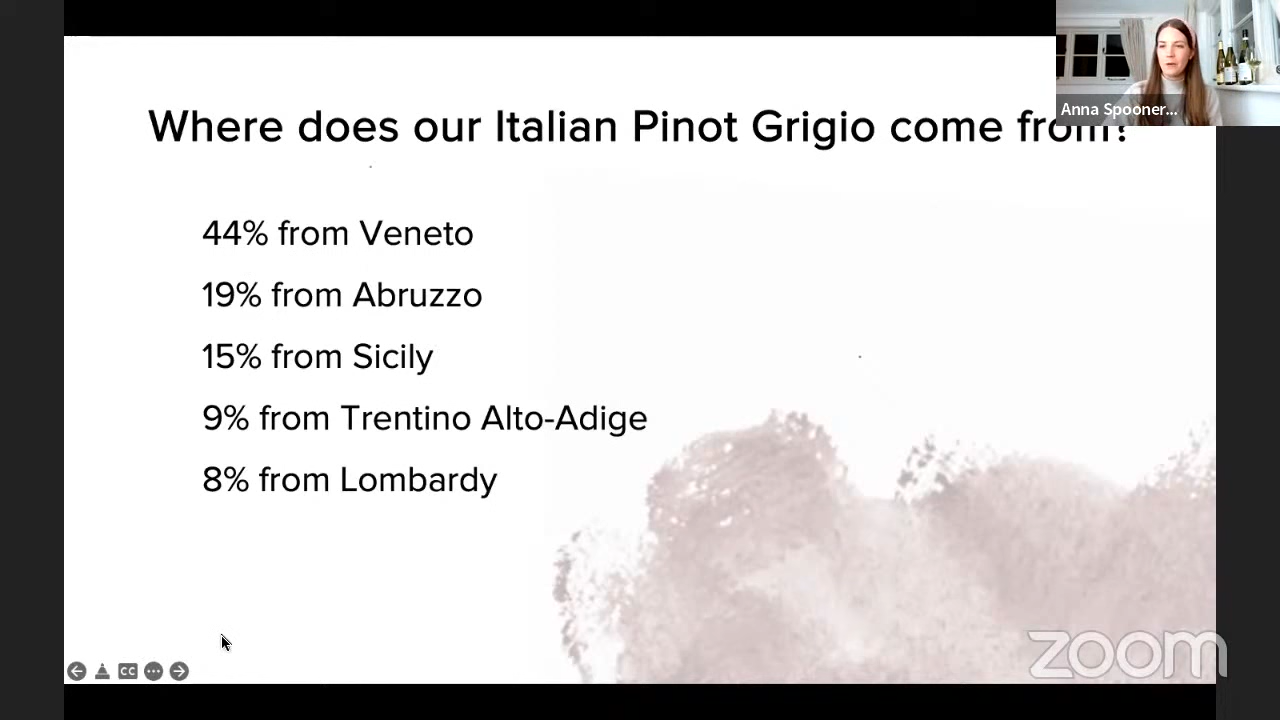 Where does our Italian Pinot Grigio come from?
Anna Spooner...
44% from Veneto
19% from Abruzzo
15% from Sicily
9% from Trentino Alto-Adige
8% from Lombardy
CC
zoom